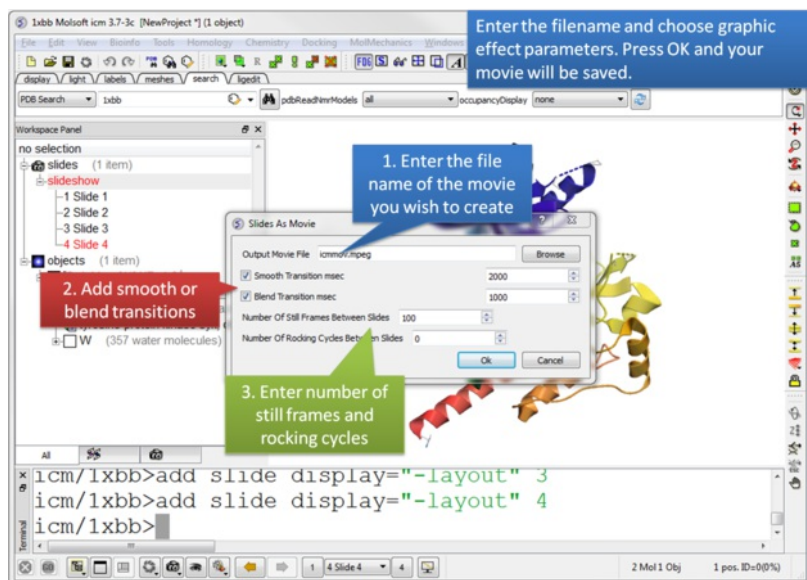 1xbb Molsoft icm 3.7-3c [NewProject *] (1 object)
File Edit View Bioinfo Tools Homology Chemistry Docking MolMechanics Windows
Enter the filename and choose graphic
effect parameters. Press OK and your
movie will be saved.
display light labels meshes search ligedit
PDB Search 1xbb pdbReadNmrModels all occupancyDisplay none
Workspace Panel
no selection
slides (1 item)
slideshow
1 Slide 1
2 Slide 2
3 Slide 3
4 Slide 4
objects (1 item)
W (357 water molecules)
1. Enter the file
name of the movie
you wish to create
Slides As Movie
Output Movie File icmmov.mpeg Browse
Smooth Transition msec 2000
Blend Transition msec 1000
Number Of Still Frames Between Slides 100
Number Of Rocking Cycles Between Slides 0
Ok Cancel
2. Add smooth or
blend transitions
3. Enter number of
still frames and
rocking cycles
All
icm/1xbb>add slide display="-layout" 3
icm/1xbb>add slide display="-layout" 4
icm/1xbb>
Terminal
1 4 Slide 4 4 2 Mol 1 Obj 1 pos. ID=0(0%)